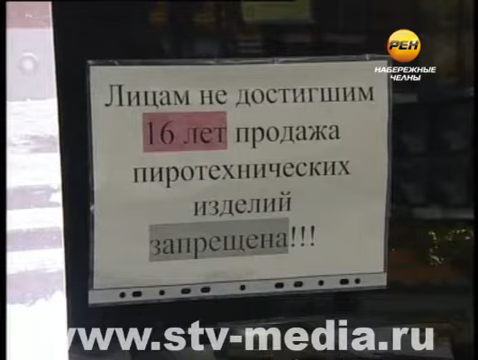 РЕН
НАБЕРЕЖНЫЕ
ЧЕЛНЫ
Лицам не достигшим
16 лет продажа
пиротехнических
изделий
запрещена!!!
www.stv-media.ru